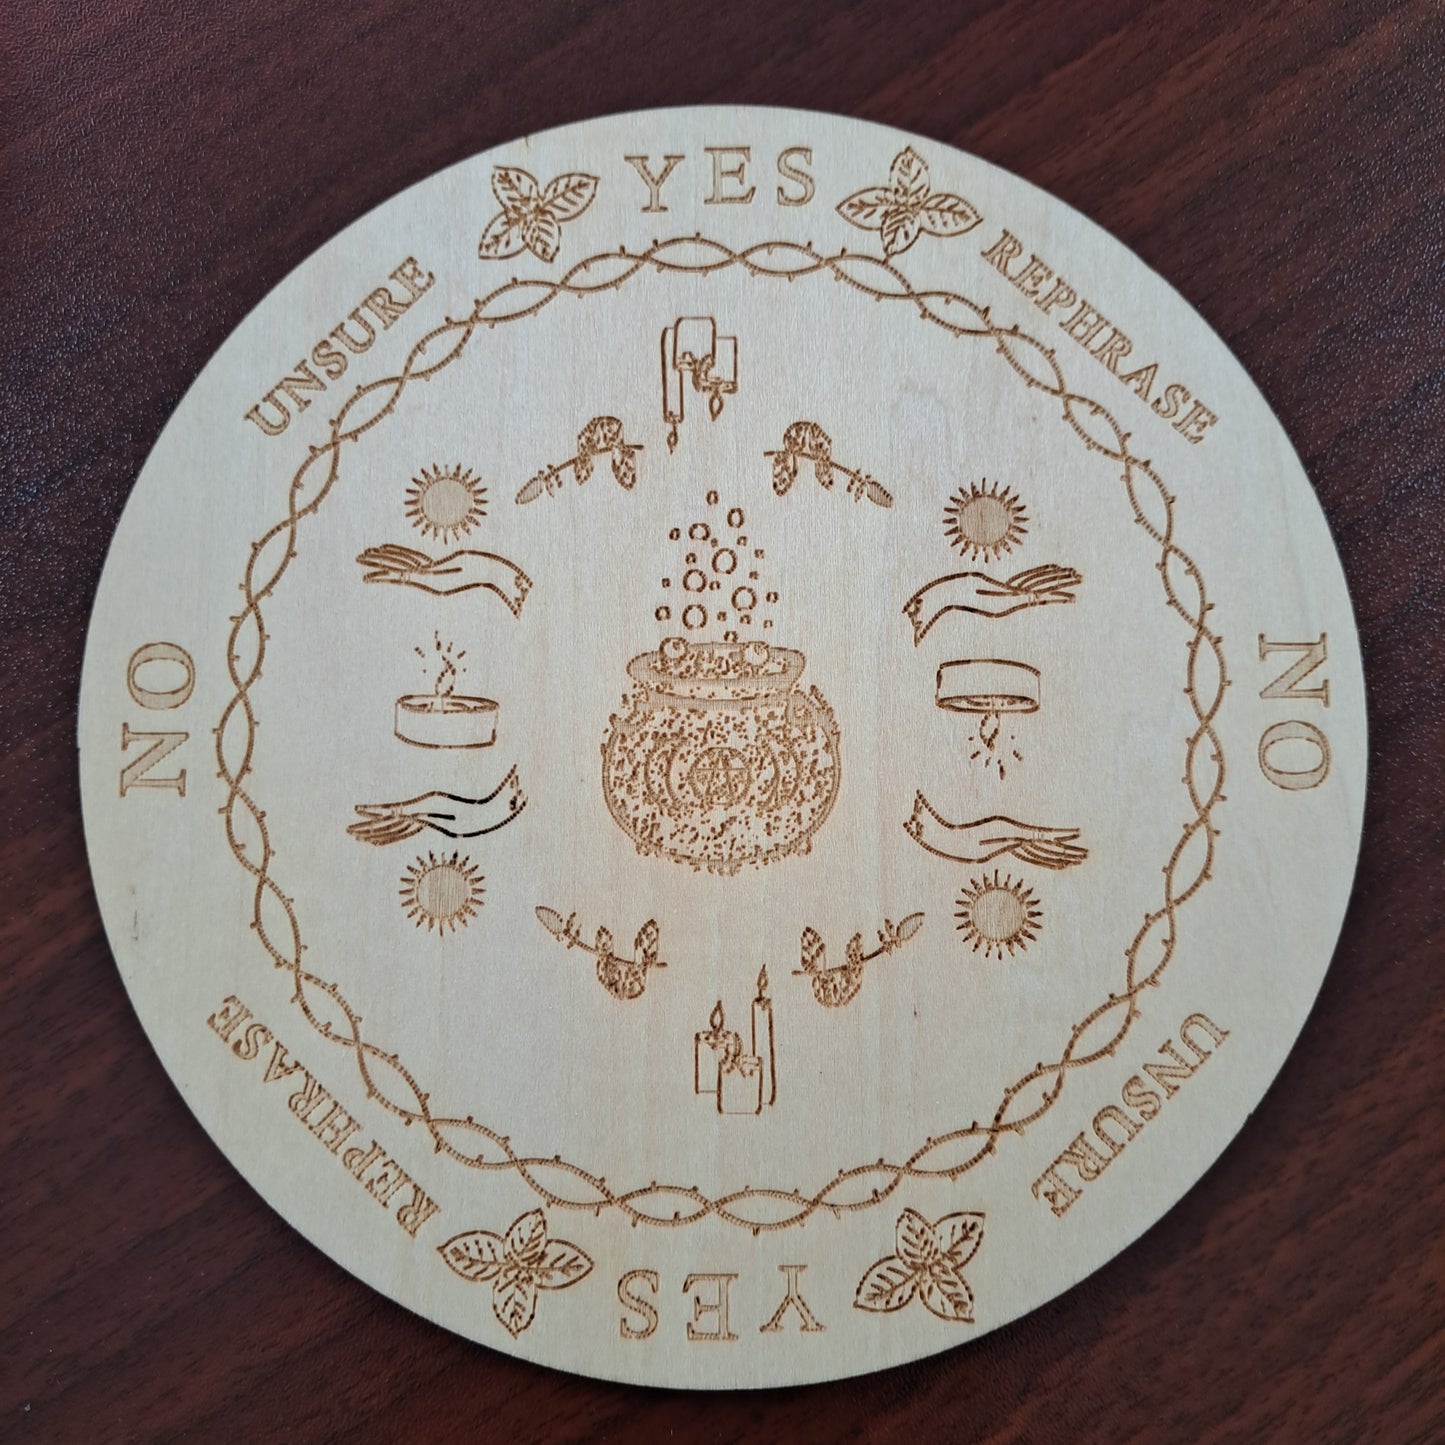 YES
REPHRASE
NO
UNSURE
YES
REPHRASE
NO
UNSURE